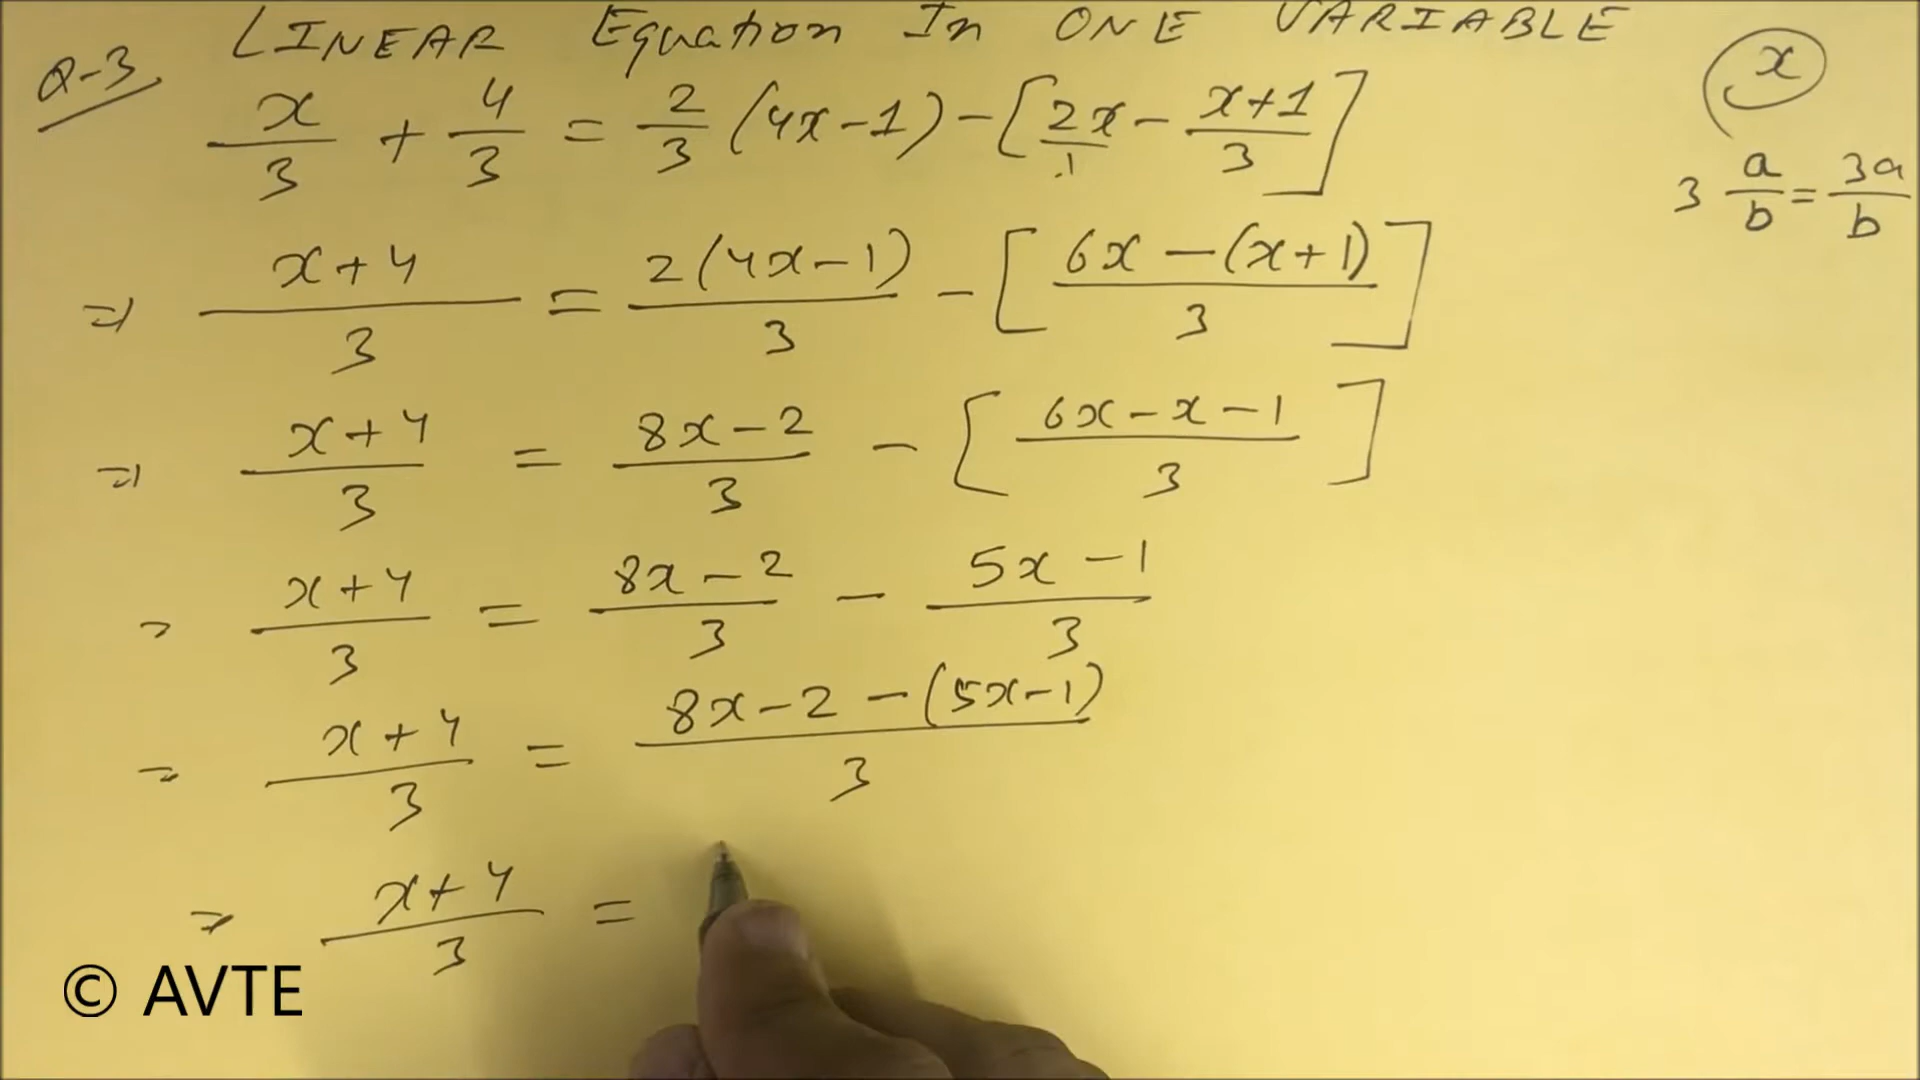 LINEAR Equation In ONE VARIABLE
Q-3
x/3 + 4/3 = 2/3 (4x-1) - [2x/1 - x+1/3]
x
3 a/b = 3a/b
⇒ x+4/3 = 2(4x-1)/3 - [6x-(x+1)/3]
⇒ x+4/3 = 8x-2/3 - [6x-x-1/3]
⇒ x+4/3 = 8x-2/3 - 5x-1/3
⇒ x+4/3 = 8x-2-(5x-1)/3
⇒ x+4/3 =
© AVTE